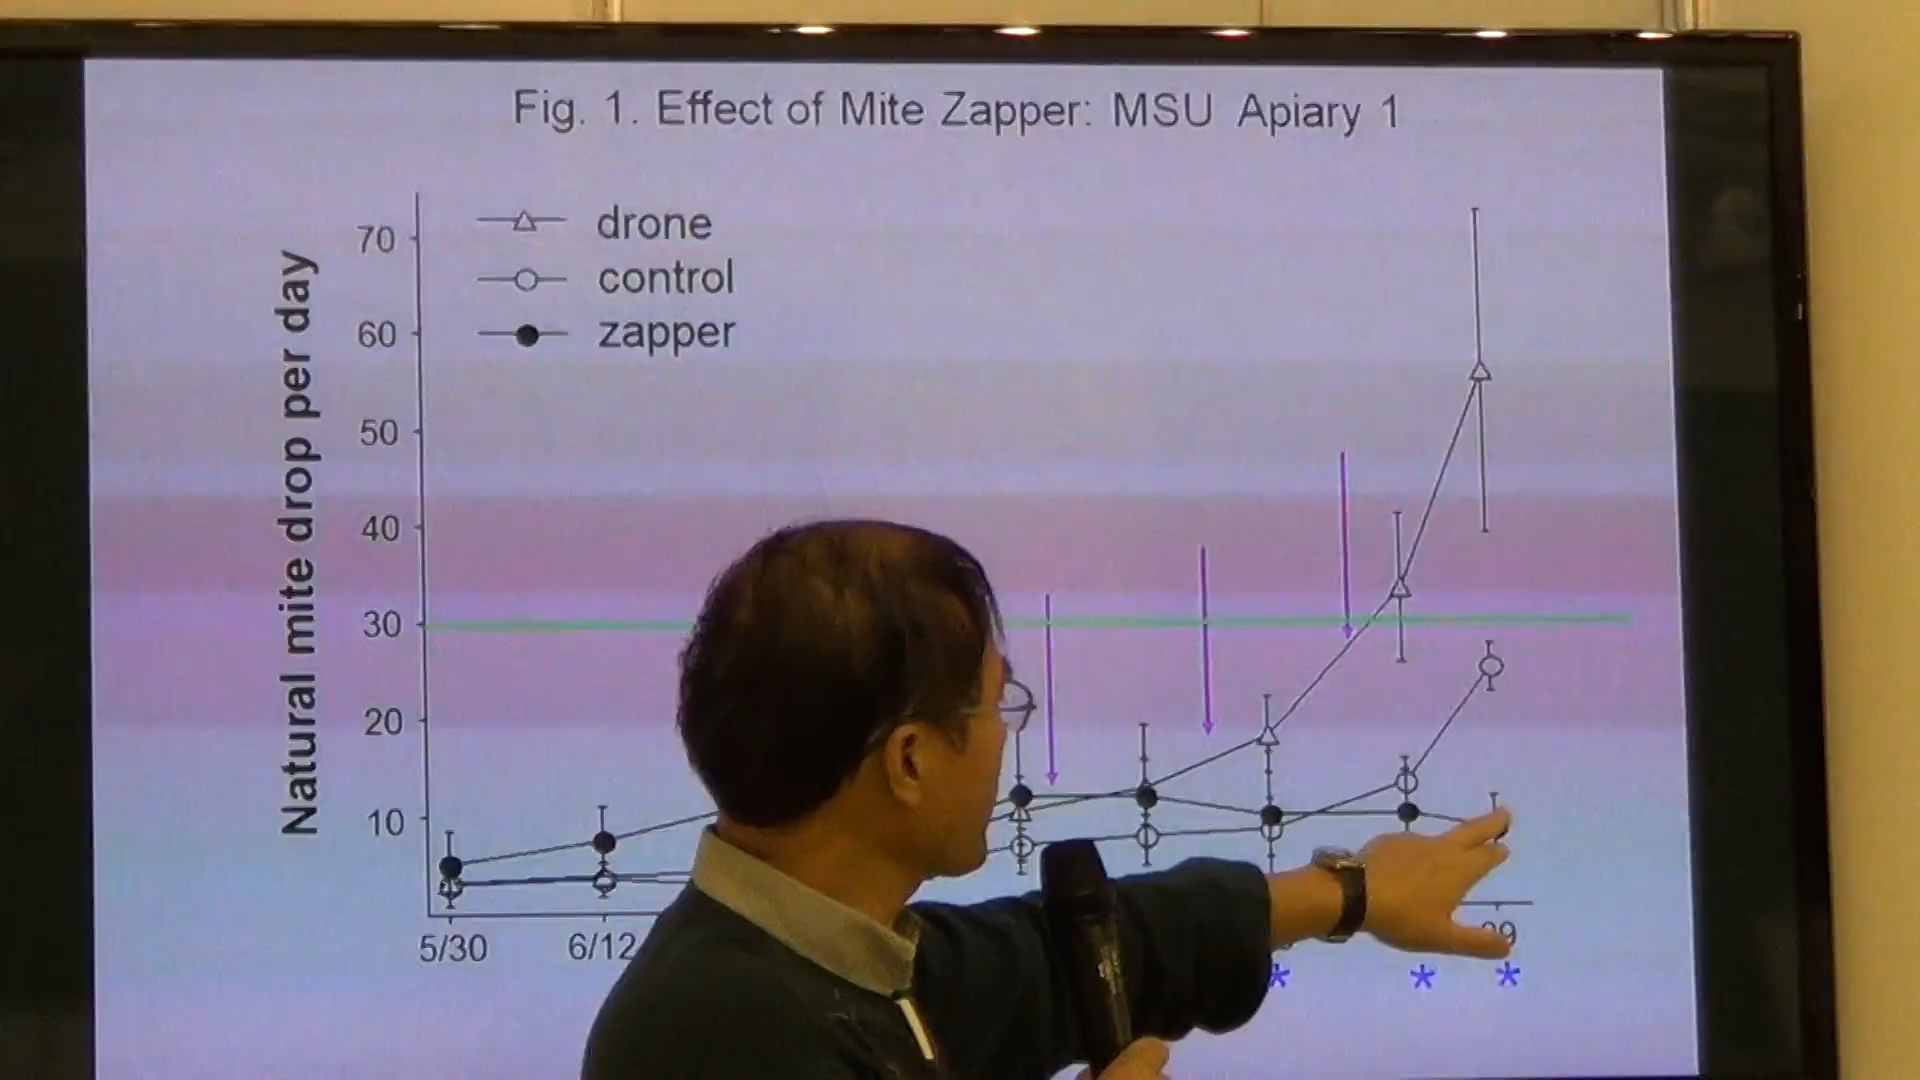 Fig. 1. Effect of Mite Zapper: MSU Apiary 1
drone
control
zapper
Natural mite drop per day
70
60
50
40
30
20
10
5/30
6/12
* * *